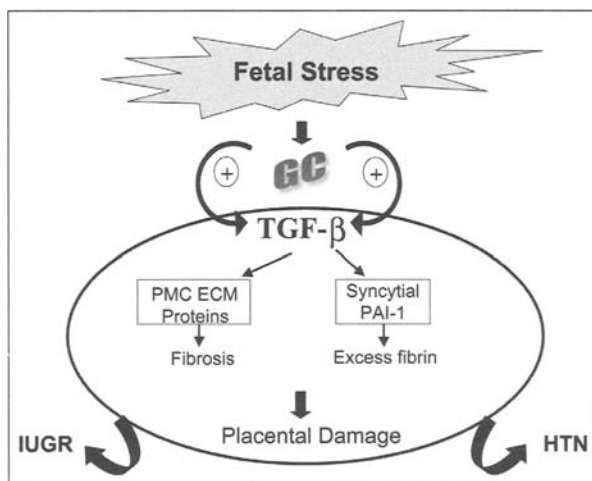 Fetal Stress
+
GC
+
TGF-β
PMC ECM
Proteins
Syncytial
PAI-1
Fibrosis
Excess fibrin
Placental Damage
IUGR
HTN